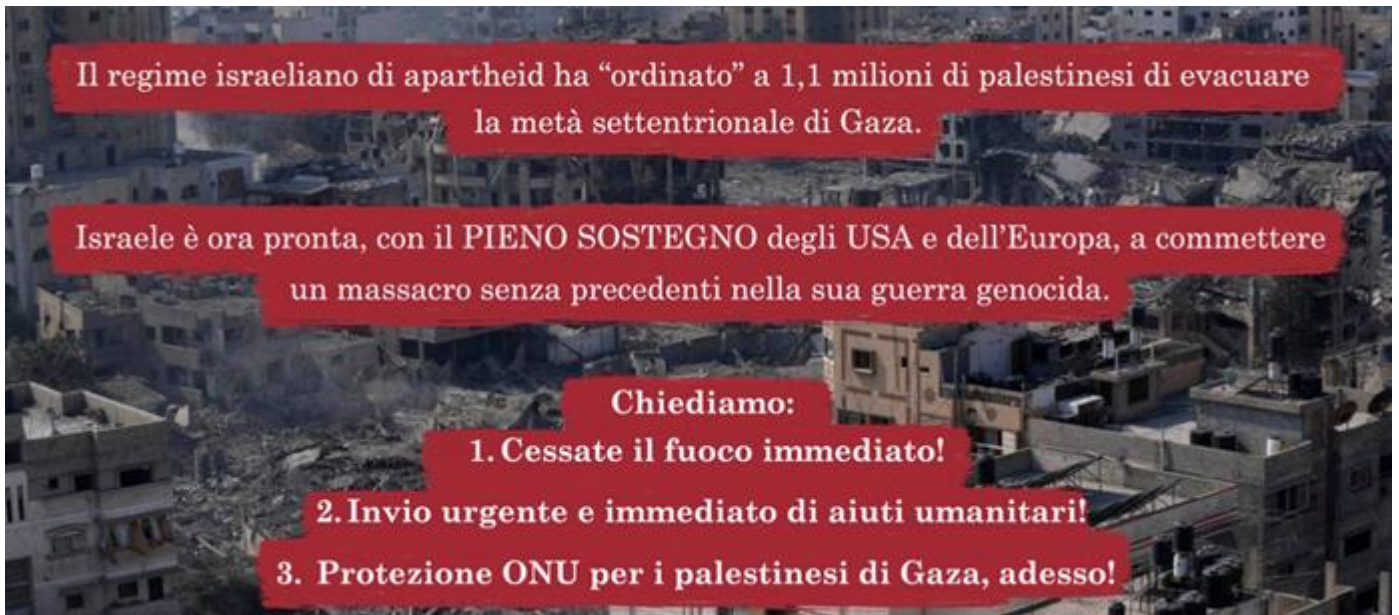 Il regime israeliano di apartheid ha “ordinato” a 1,1 milioni di palestinesi di evacuare
la metà settentrionale di Gaza.
Israele è ora pronta, con il PIENO SOSTEGNO degli USA e dell’Europa, a commettere
un massacro senza precedenti nella sua guerra genocida.
Chiediamo:
1. Cessate il fuoco immediato!
2. Invio urgente e immediato di aiuti umanitari!
3. Protezione ONU per i palestinesi di Gaza, adesso!